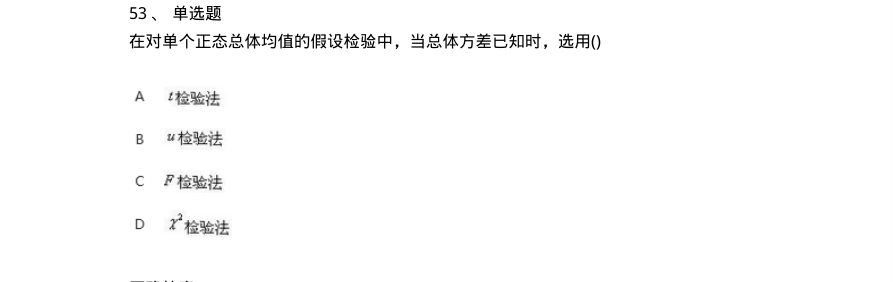 53 、 单选题
在对单个正态总体均值的假设检验中，当总体方差已知时，选用()
A t检验法
B u检验法
C F检验法
D χ²检验法